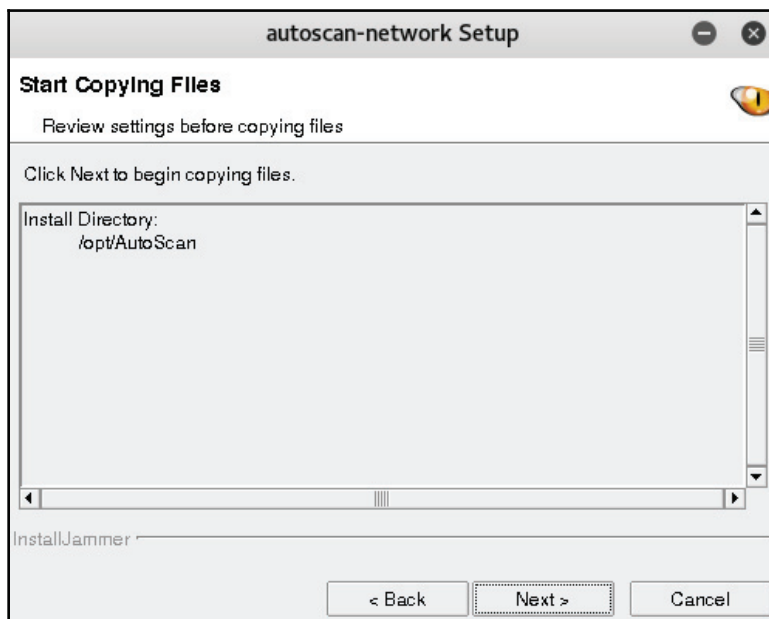 autoscan-network Setup
Start Copying Files
Review settings before copying files
Click Next to begin copying files.
Install Directory:
/opt/AutoScan
InstallJammer
< Back
Next >
Cancel